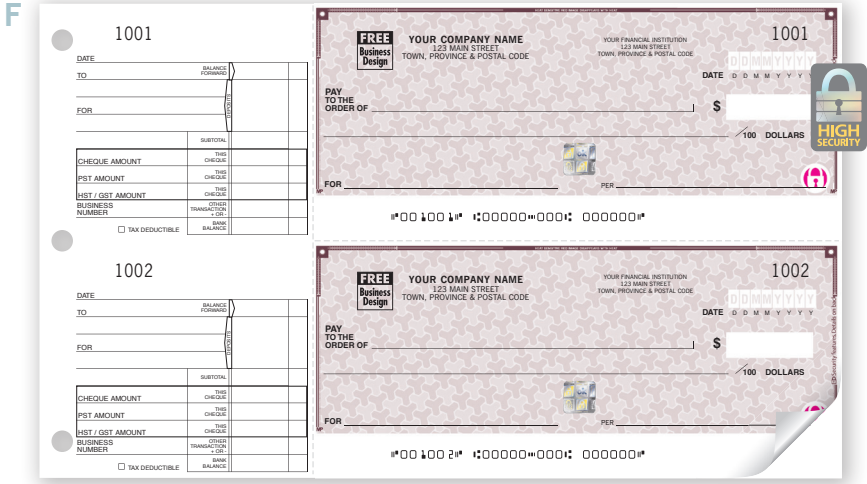 F
1001
DATE
TO
BALANCE FORWARD
DEPOSITS
FOR
SUBTOTAL
CHEQUE AMOUNT THIS CHEQUE
PST AMOUNT THIS CHEQUE
HST / GST AMOUNT THIS CHEQUE
BUSINESS NUMBER OTHER TRANSACTION + OR -
TAX DEDUCTIBLE BANK BALANCE
FREE
Business
Design
YOUR COMPANY NAME
123 MAIN STREET
TOWN, PROVINCE & POSTAL CODE
YOUR FINANCIAL INSTITUTION
123 MAIN STREET
TOWN, PROVINCE & POSTAL CODE
1001
DDMMYYYY
DATE D D M M Y Y Y Y
HIGH
SECURITY
PAY
TO THE
ORDER OF
$
/100 DOLLARS
FOR
PER
⑈001001⑈ ⑆00000⑉000⑆ 000000⑈
1002
DATE
TO
BALANCE FORWARD
DEPOSITS
FOR
SUBTOTAL
CHEQUE AMOUNT THIS CHEQUE
PST AMOUNT THIS CHEQUE
HST / GST AMOUNT THIS CHEQUE
BUSINESS NUMBER OTHER TRANSACTION + OR -
TAX DEDUCTIBLE BANK BALANCE
FREE
Business
Design
YOUR COMPANY NAME
123 MAIN STREET
TOWN, PROVINCE & POSTAL CODE
YOUR FINANCIAL INSTITUTION
123 MAIN STREET
TOWN, PROVINCE & POSTAL CODE
1002
DDMMYYYY
DATE D D M M Y Y Y Y
PAY
TO THE
ORDER OF
$
/100 DOLLARS
Security features. Details on back.
FOR
PER
⑈001002⑈ ⑆00000⑉000⑆ 000000⑈